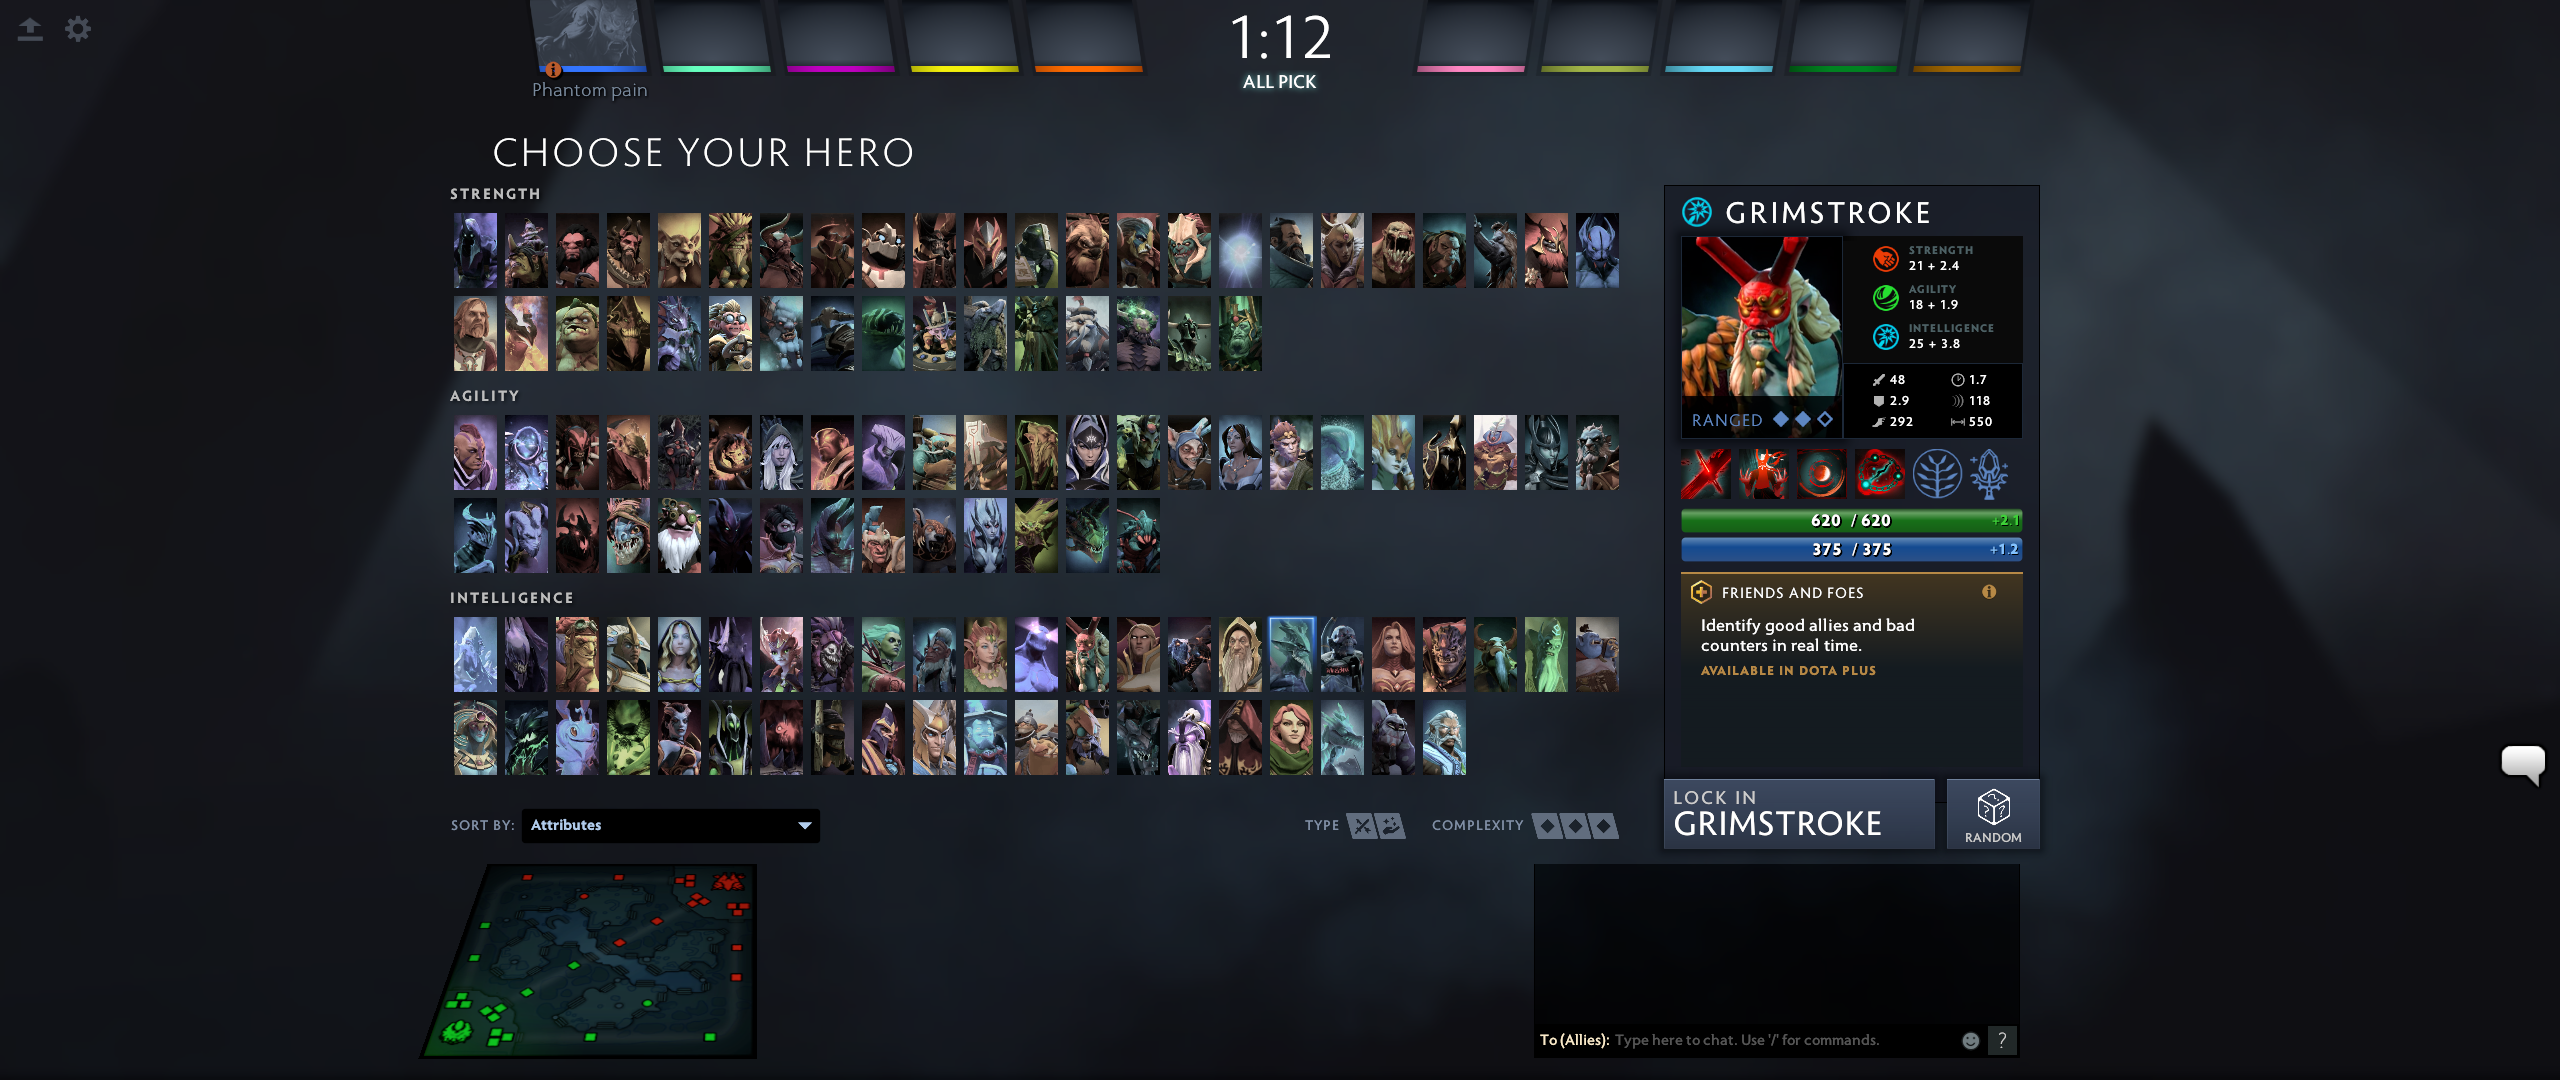 1:12
ALL PICK
Phantom pain
CHOOSE YOUR HERO
STRENGTH
AGILITY
INTELLIGENCE
GRIMSTROKE
STRENGTH
21 + 2.4
AGILITY
18 + 1.9
INTELLIGENCE
25 + 3.8
48 1.7
2.9 118
292 550
RANGED
620 / 620 +2.1
375 / 375 +1.2
FRIENDS AND FOES
Identify good allies and bad
counters in real time.
AVAILABLE IN DOTA PLUS
LOCK IN
GRIMSTROKE
RANDOM
SORT BY: Attributes
TYPE COMPLEXITY
To (Allies): Type here to chat. Use '/' for commands. ?